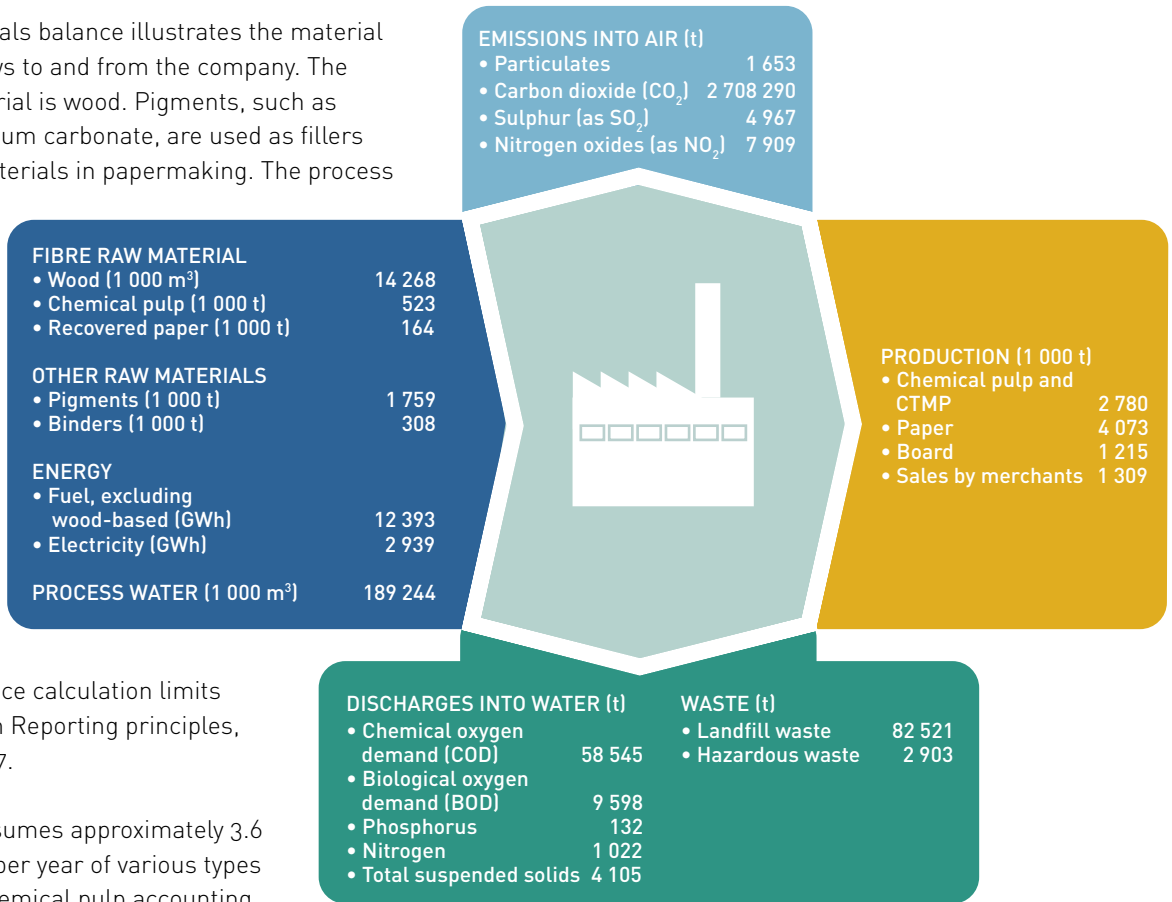 als balance illustrates the material
s to and from the company. The
rial is wood. Pigments, such as
um carbonate, are used as fillers
terials in papermaking. The process
EMISSIONS INTO AIR (t)
• Particulates 1 653
• Carbon dioxide (CO₂) 2 708 290
• Sulphur (as SO₂) 4 967
• Nitrogen oxides (as NO₂) 7 909
FIBRE RAW MATERIAL
• Wood (1 000 m³) 14 268
• Chemical pulp (1 000 t) 523
• Recovered paper (1 000 t) 164
OTHER RAW MATERIALS
• Pigments (1 000 t) 1 759
• Binders (1 000 t) 308
ENERGY
• Fuel, excluding
wood-based (GWh) 12 393
• Electricity (GWh) 2 939
PROCESS WATER (1 000 m³) 189 244
PRODUCTION (1 000 t)
• Chemical pulp and
CTMP 2 780
• Paper 4 073
• Board 1 215
• Sales by merchants 1 309
ce calculation limits
n Reporting principles,
7.
sumes approximately 3.6
per year of various types
hemical pulp accounting
DISCHARGES INTO WATER (t)
• Chemical oxygen
demand (COD) 58 545
• Biological oxygen
demand (BOD) 9 598
• Phosphorus 132
• Nitrogen 1 022
• Total suspended solids 4 105
WASTE (t)
• Landfill waste 82 521
• Hazardous waste 2 903